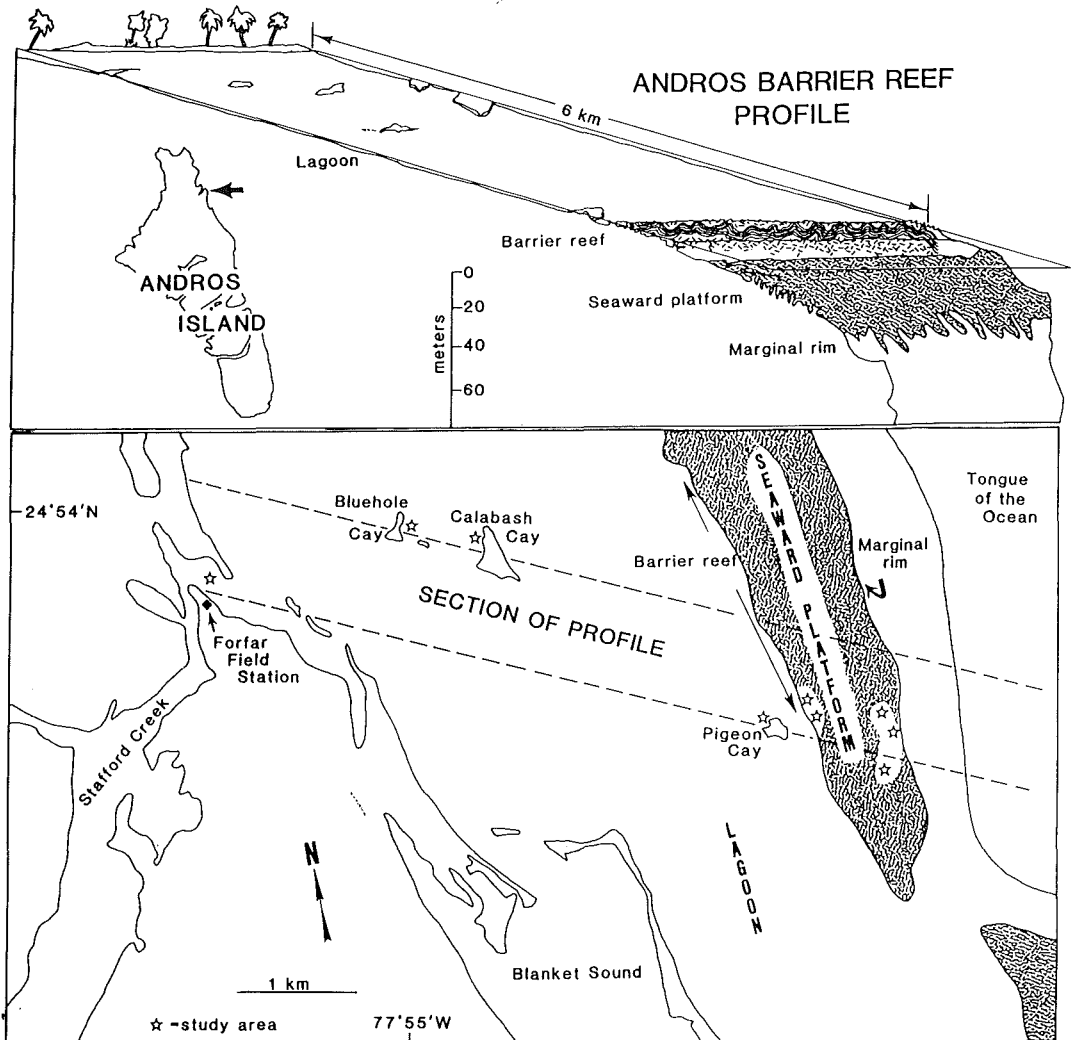 ANDROS BARRIER REEF
PROFILE
6 km
Lagoon
Barrier reef
Seaward platform
Marginal rim
ANDROS
ISLAND
0
20
40
60
meters
24°54'N
Bluehole
Cay
Calabash
Cay
Barrier reef
SEAWARD PLATFORM
Marginal
rim
Tongue
of the
Ocean
SECTION OF PROFILE
Forfar
Field
Station
Stafford Creek
Pigeon
Cay
LAGOON
N
Blanket Sound
1 km
☆ -study area
77°55'W